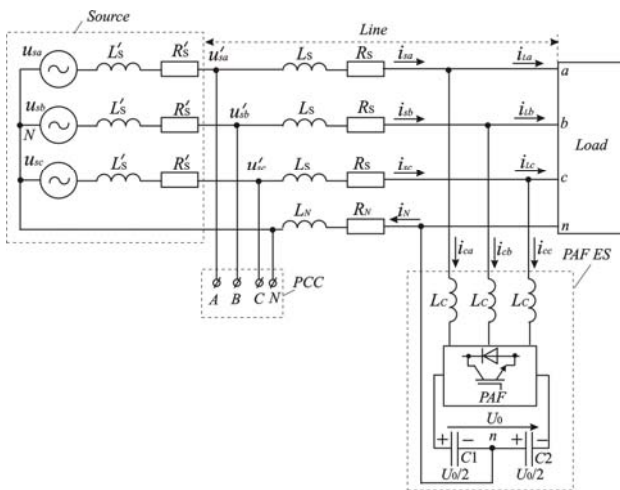 Source
Line
u_sa L'_S R'_S u'_sa L_S R_S i_sa i_La a
u_sb N L'_S R'_S u'_sb L_S R_S i_sb i_Lb b Load
u_sc L'_S R'_S u'_sc L_S R_S i_sc i_Lc c
L_N R_N i_N n
i_ca i_cb i_cc PAF ES
PCC
A B C N
L_C L_C L_C
PAF
U_0
+ − n + −
C1 C2
U_0/2 U_0/2